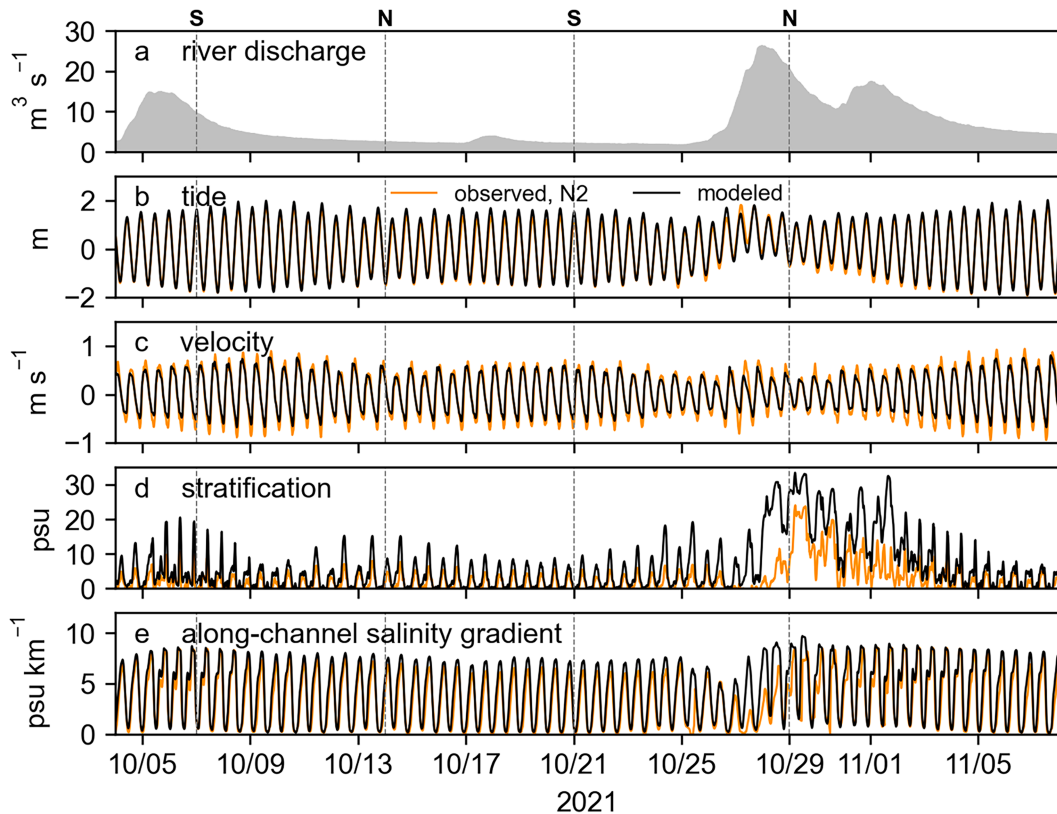 S N S N
a river discharge
30
20
10
0
m³ s⁻¹
b tide
observed, N2 modeled
2
0
−2
m
c velocity
1
0
−1
m s⁻¹
d stratification
30
20
10
0
psu
e along-channel salinity gradient
10
5
0
psu km⁻¹
10/05 10/09 10/13 10/17 10/21 10/25 10/29 11/01 11/05
2021